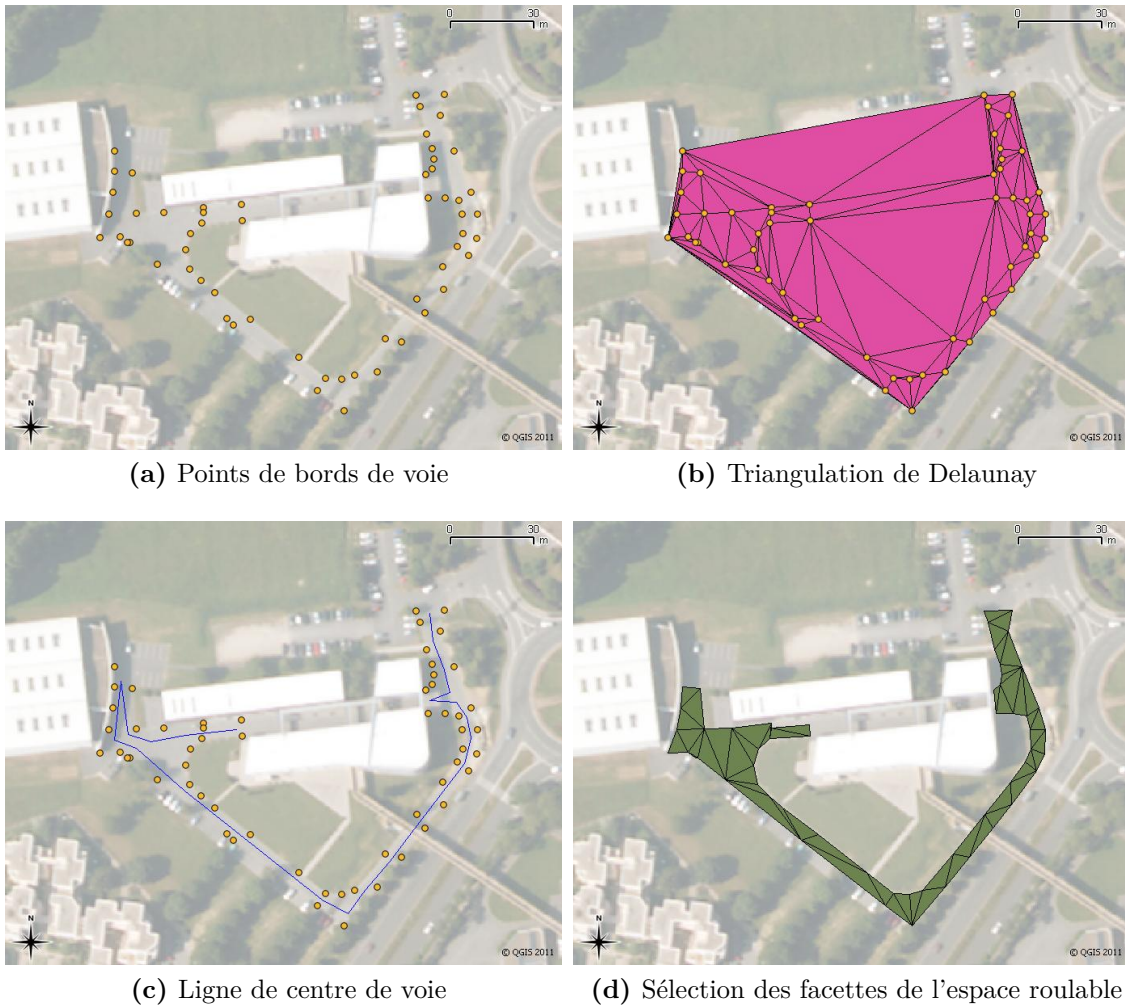 0 30
m
N
© QGIS 2011
(a) Points de bords de voie
0 30
m
N
© QGIS 2011
(b) Triangulation de Delaunay
0 30
m
N
© QGIS 2011
(c) Ligne de centre de voie
0 30
m
N
© QGIS 2011
(d) Sélection des facettes de l'espace roulable